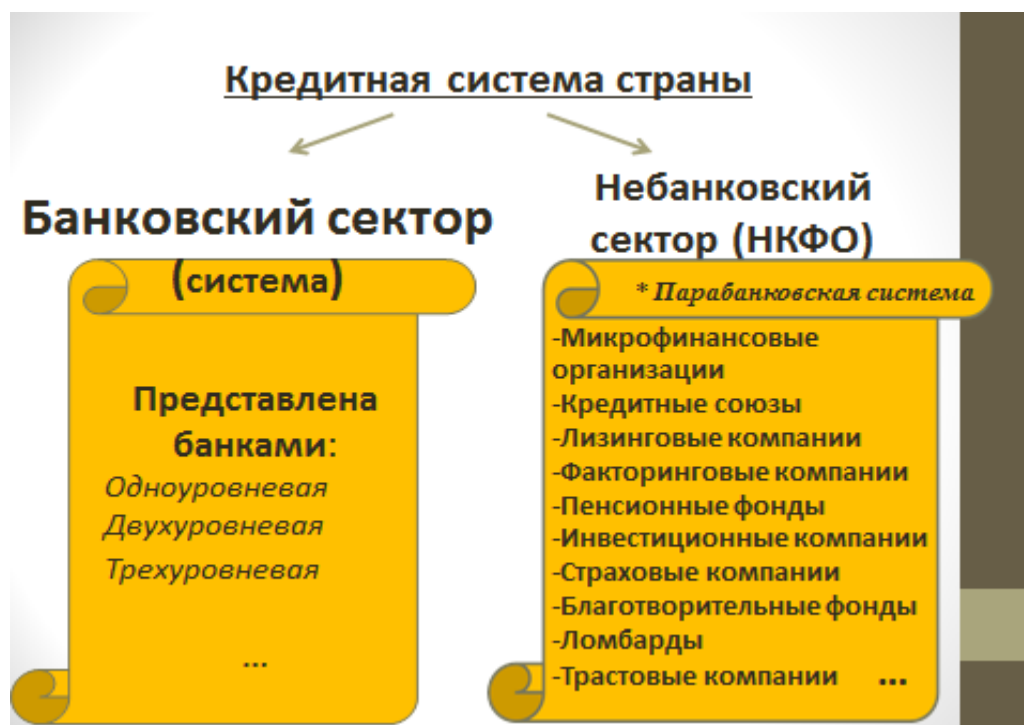 Кредитная система страны
Банковский сектор
(система)
Представлена
банками:
Одноуровневая
Двухуровневая
Трехуровневая
...
Небанковский
сектор (НКФО)
* Парабанковская система
-Микрофинансовые
организации
-Кредитные союзы
-Лизинговые компании
-Факторинговые компании
-Пенсионные фонды
-Инвестиционные компании
-Страховые компании
-Благотворительные фонды
-Ломбарды
-Трастовые компании ...